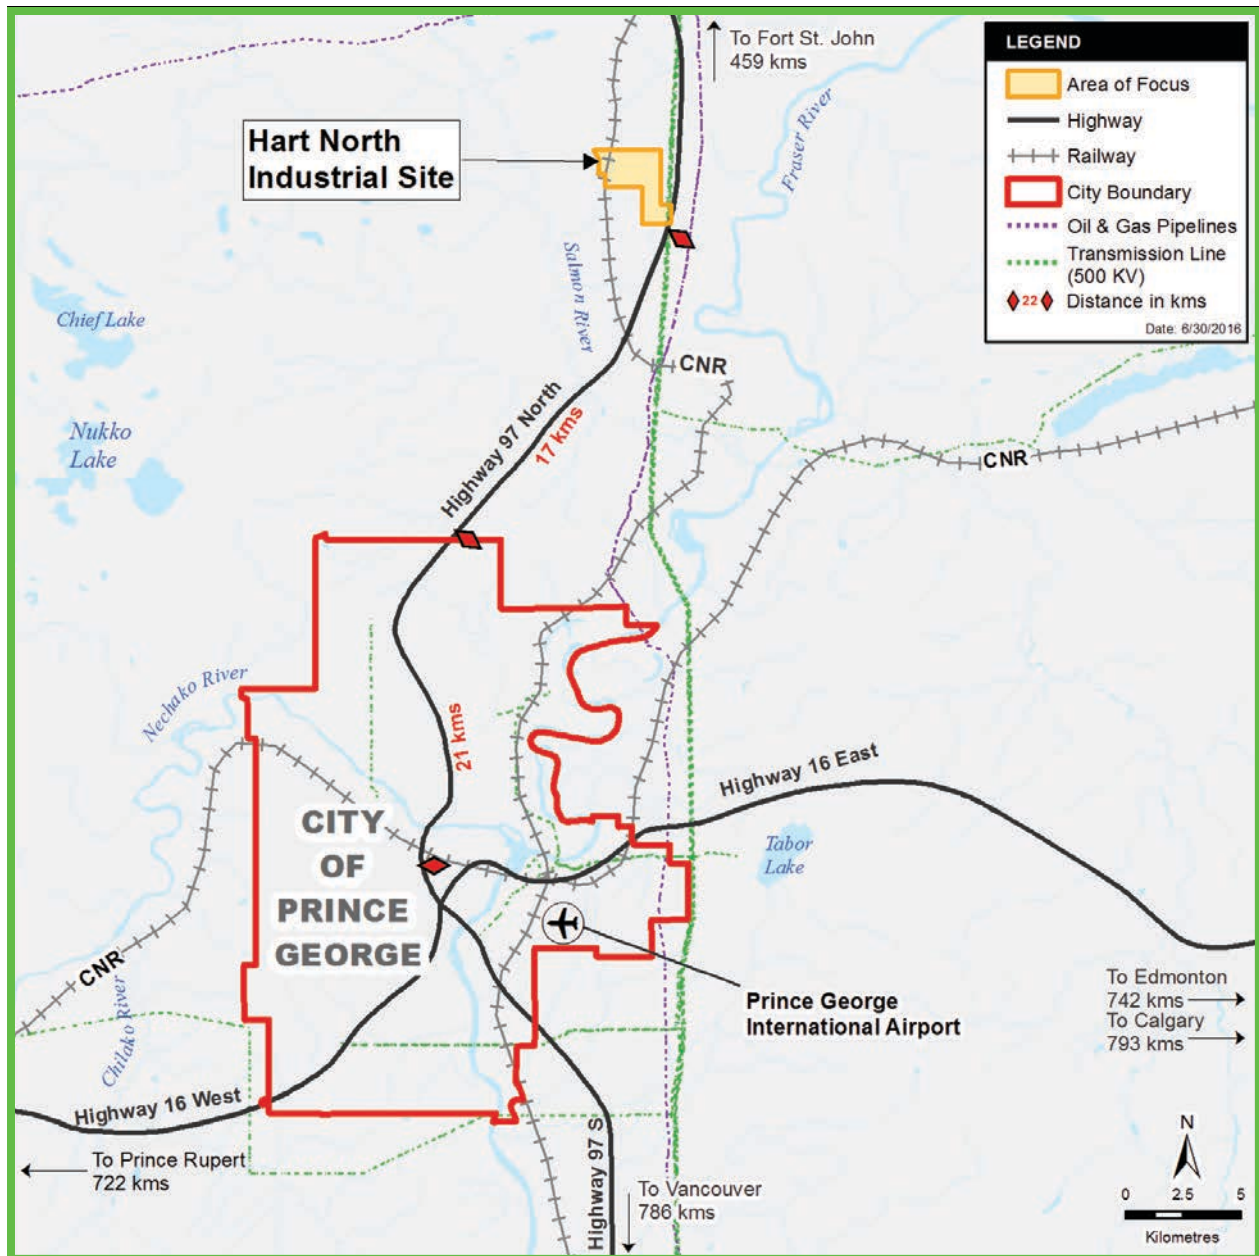 To Fort St. John
459 kms
LEGEND
Area of Focus
Highway
Railway
City Boundary
Oil & Gas Pipelines
Transmission Line
(500 KV)
22
Distance in kms
Date: 6/30/2016
Hart North
Industrial Site
Fraser River
Salmon River
Chief Lake
CNR
Highway 97 North
17 kms
Nukko
Lake
CNR
Nechako River
21 kms
Highway 16 East
CITY
OF
PRINCE
GEORGE
Tabor
Lake
CNR
Chilako River
Prince George
International Airport
To Edmonton
742 kms
To Calgary
793 kms
Highway 16 West
To Prince Rupert
722 kms
Highway 97 S
To Vancouver
786 kms
N
0 2.5 5
Kilometres